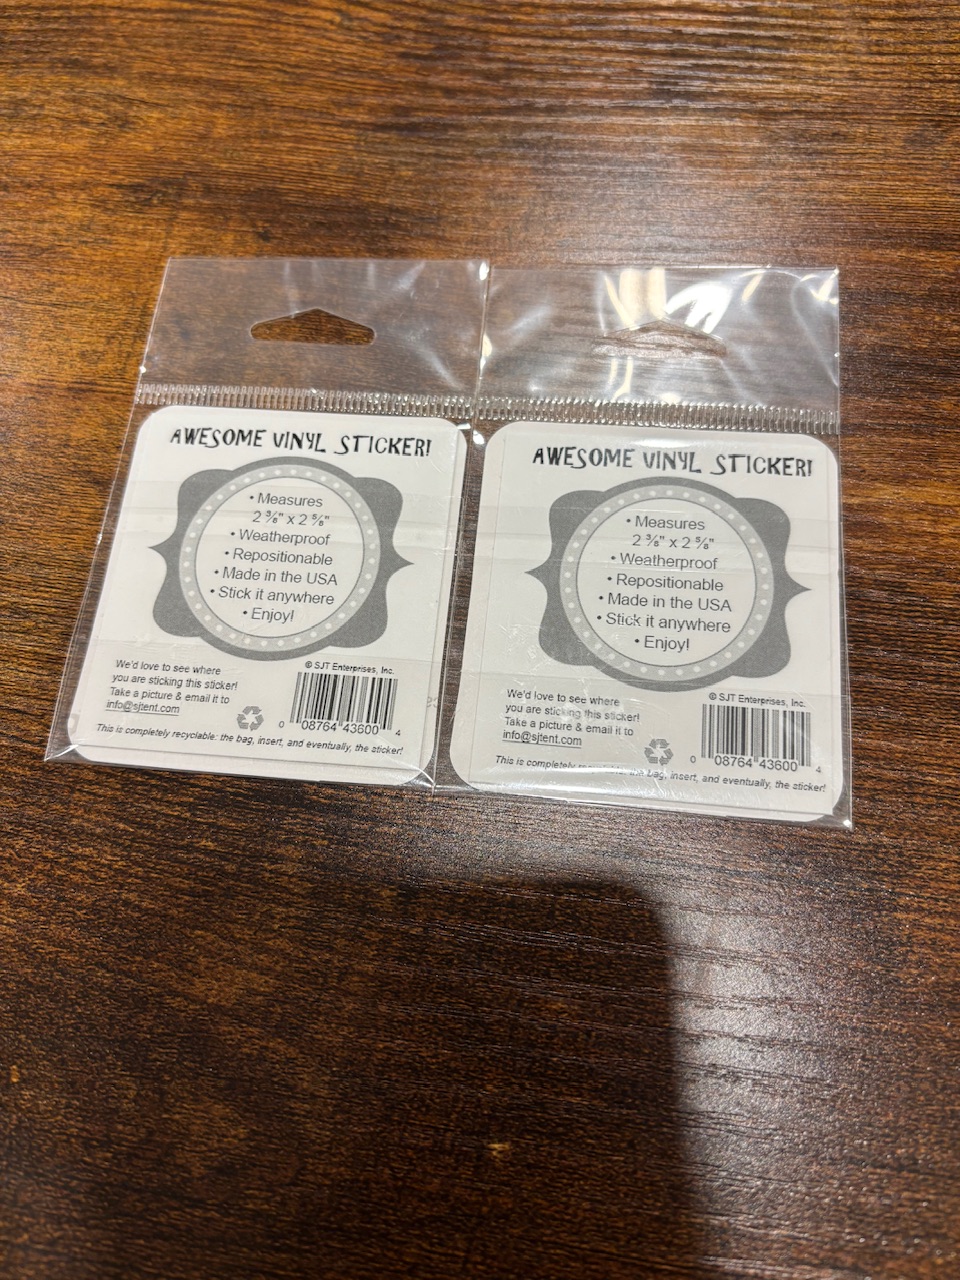 AWESOME VINYL STICKER!
• Measures
2 ⅜" x 2 ⅝"
• Weatherproof
• Repositionable
• Made in the USA
• Stick it anywhere
• Enjoy!
We'd love to see where
you are sticking this sticker!
Take a picture & email it to
info@sjtent.com
© SJT Enterprises, Inc.
0 08764 43600 4
This is completely recyclable: the bag, insert, and eventually, the sticker!
AWESOME VINYL STICKER!
• Measures
2 ⅜" x 2 ⅝"
• Weatherproof
• Repositionable
• Made in the USA
• Stick it anywhere
• Enjoy!
We'd love to see where
you are sticking this sticker!
Take a picture & email it to
info@sjtent.com
© SJT Enterprises, Inc.
0 08764 43600 4
This is completely the bag, insert, and eventually, the sticker!